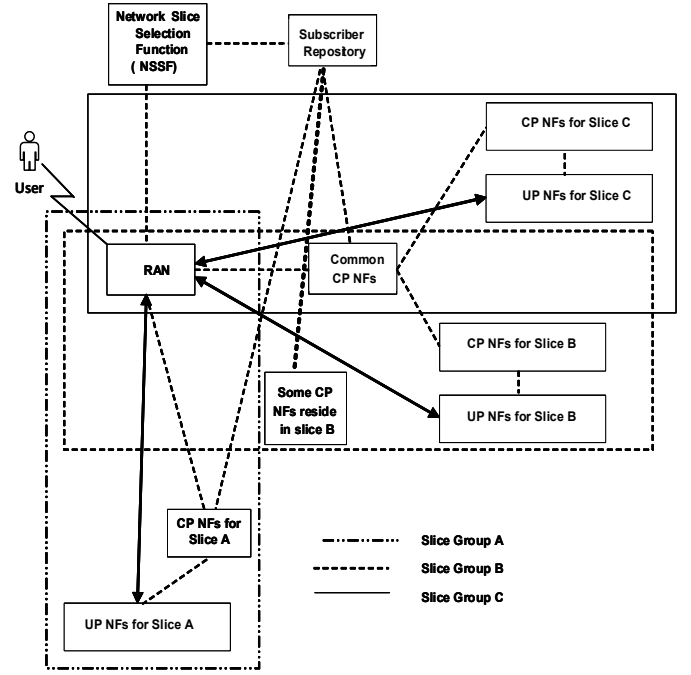 Network Slice
Selection
Function
( NSSF)
Subscriber
Repository
User
CP NFs for Slice C
UP NFs for Slice C
RAN
Common
CP NFs
CP NFs for Slice B
UP NFs for Slice B
Some CP
NFs reside
in slice B
CP NFs for
Slice A
UP NFs for Slice A
Slice Group A
Slice Group B
Slice Group C